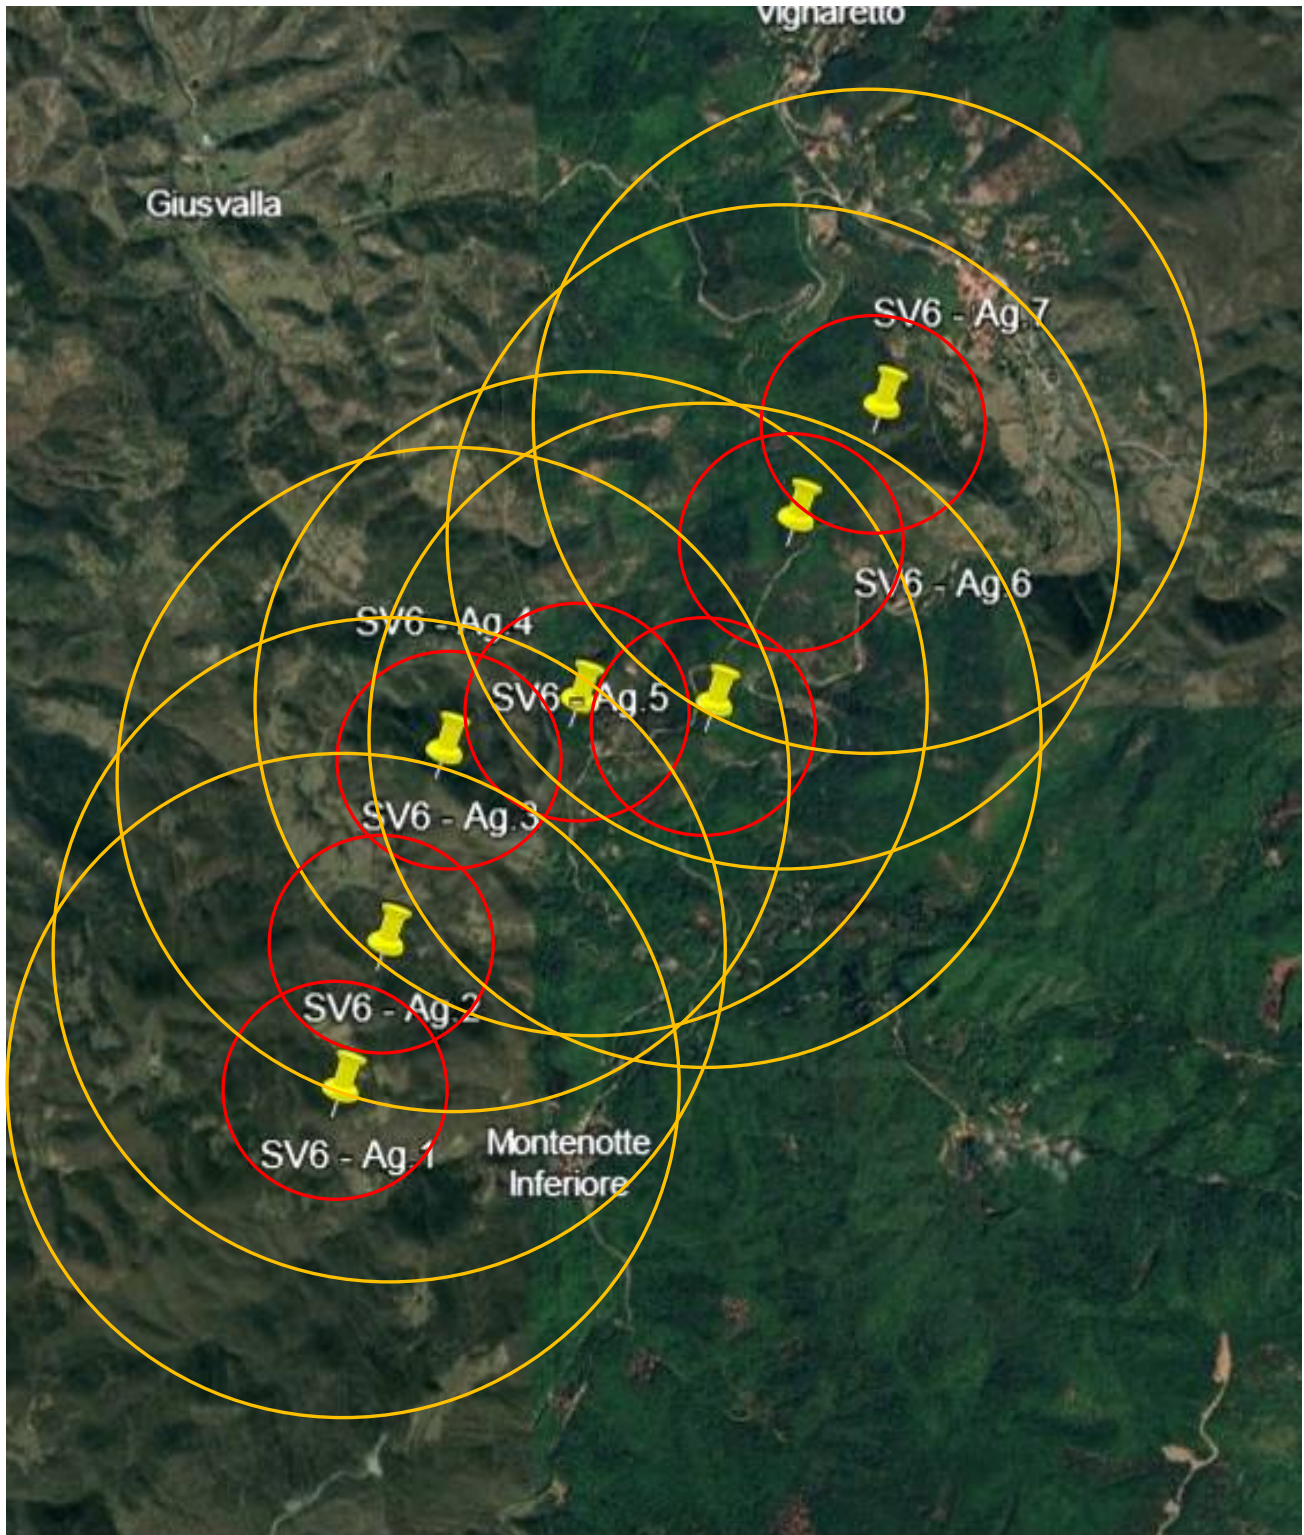 Vignaretto
Giusvalla
SV6 - Ag.7
SV6 - Ag.6
SV6 - Ag.4
SV6 - Ag.5
SV6 - Ag.3
SV6 - Ag.2
SV6 - Ag.1
Montenotte
Inferiore